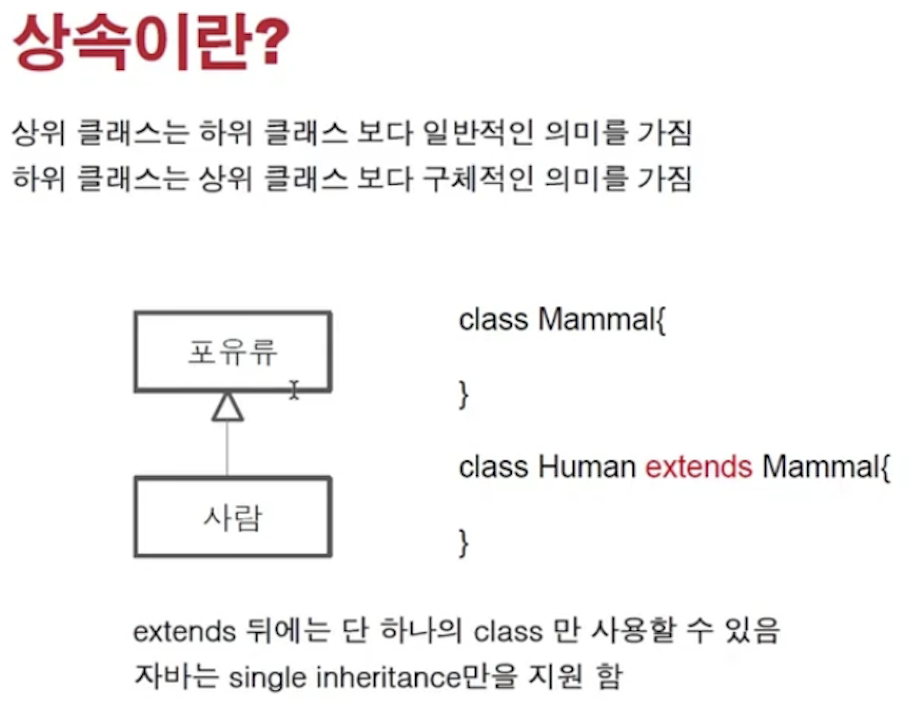 상속이란?
상위 클래스는 하위 클래스 보다 일반적인 의미를 가짐
하위 클래스는 상위 클래스 보다 구체적인 의미를 가짐
포유류
사람
class Mammal{
}
class Human extends Mammal{
}
extends 뒤에는 단 하나의 class 만 사용할 수 있음
자바는 single inheritance만을 지원 함